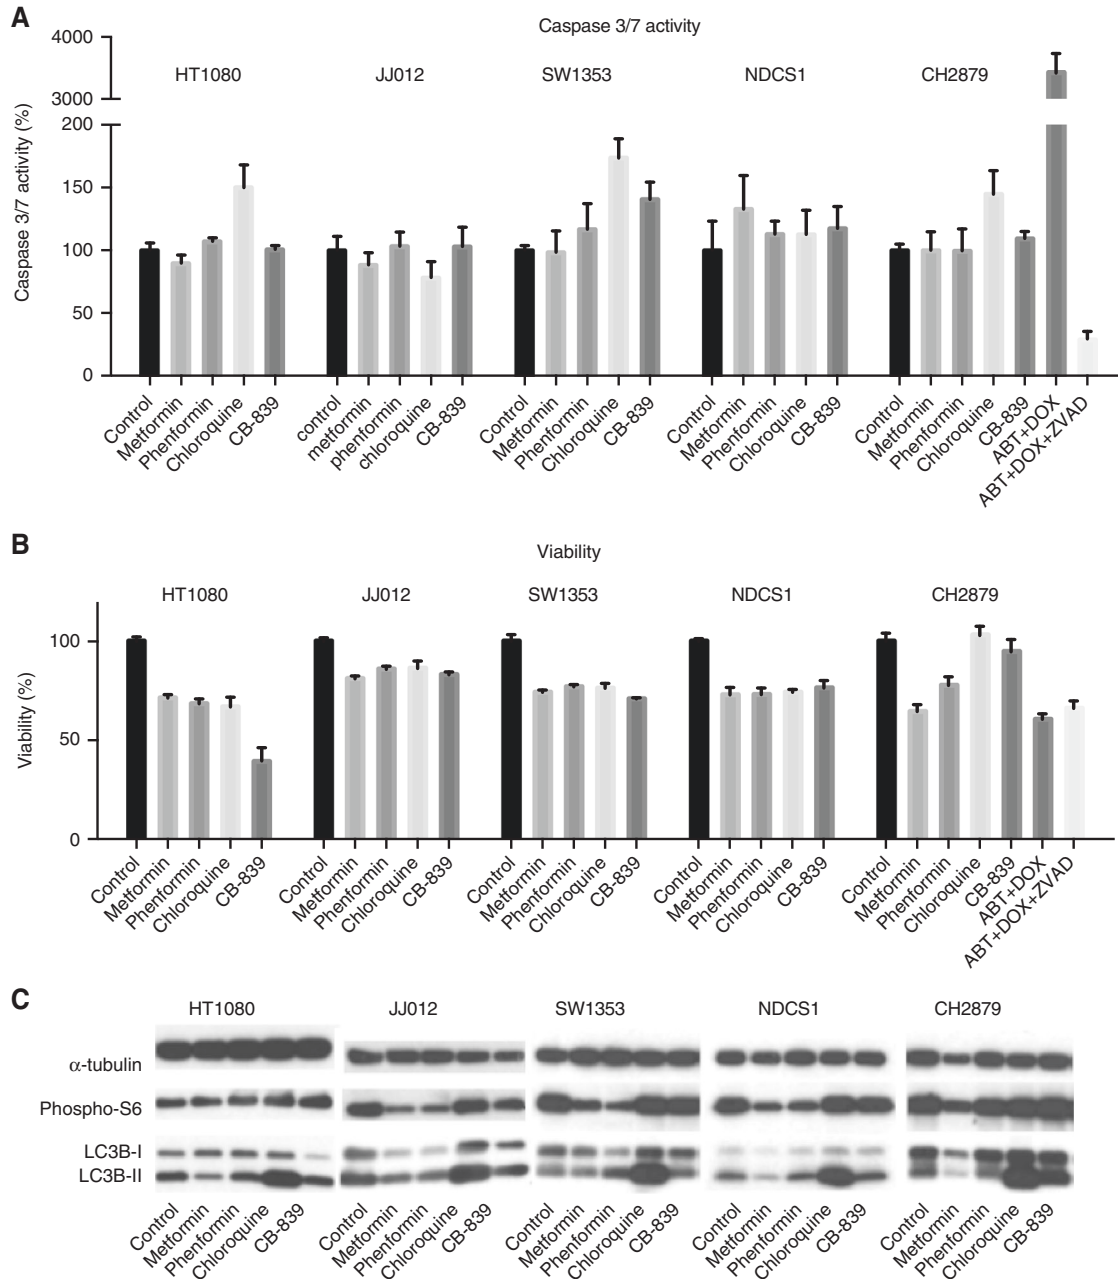 A
Caspase 3/7 activity
HT1080 JJ012 SW1353 NDCS1 CH2879
Caspase 3/7 activity (%)
4000
3000
200
150
100
50
0
Control Metformin Phenformin Chloroquine CB-839 control metformin phenformin chloroquine CB-839 Control Metformin Phenformin Chloroquine CB-839 Control Metformin Phenformin Chloroquine CB-839 Control Metformin Phenformin Chloroquine CB-839 ABT+DOX ABT+DOX+ZVAD
B
Viability
HT1080 JJ012 SW1353 NDCS1 CH2879
Viability (%)
100
50
0
Control Metformin Phenformin Chloroquine CB-839 Control Metformin Phenformin Chloroquine CB-839 Control Metformin Phenformin Chloroquine CB-839 Control Metformin Phenformin Chloroquine CB-839 Control Metformin Phenformin Chloroquine CB-839 ABT+DOX ABT+DOX+ZVAD
C
HT1080 JJ012 SW1353 NDCS1 CH2879
α-tubulin
Phospho-S6
LC3B-I
LC3B-II
Control Metformin Phenformin Chloroquine CB-839 Control Metformin Phenformin Chloroquine CB-839 Control Metformin Phenformin Chloroquine CB-839 Control Metformin Phenformin Chloroquine CB-839 Control Metformin Phenformin Chloroquine CB-839